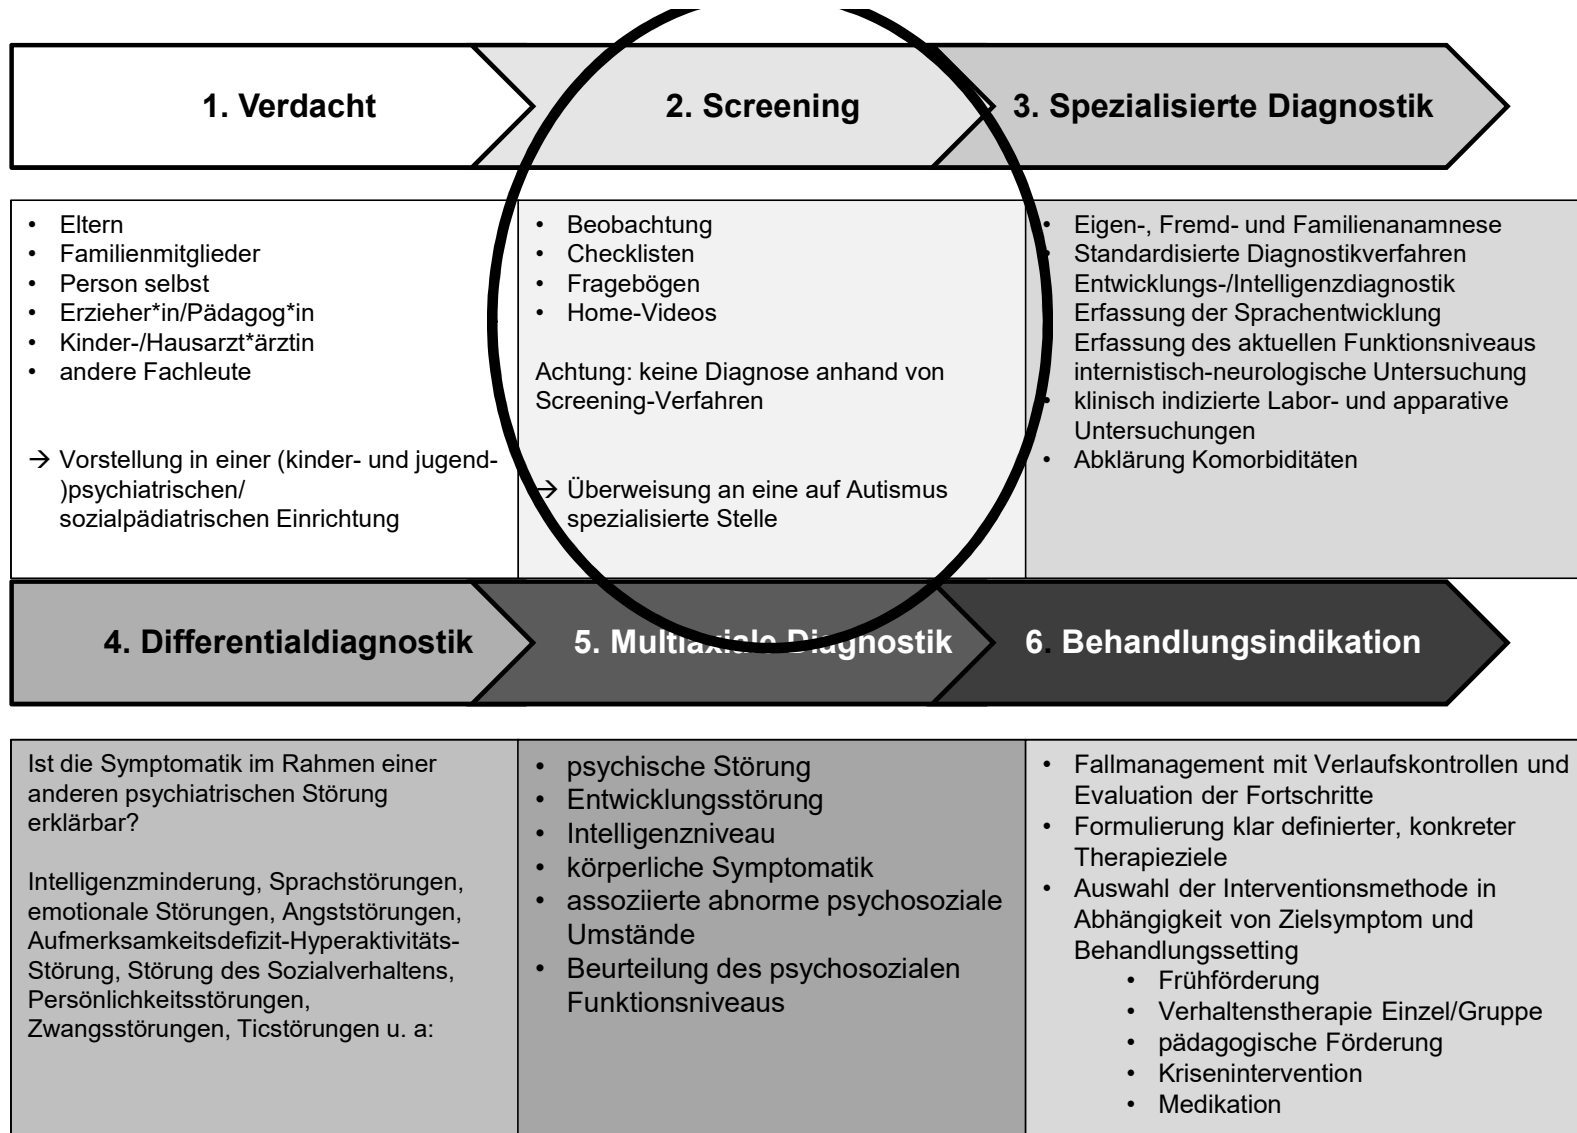 1. Verdacht
2. Screening
3. Spezialisierte Diagnostik
• Eltern
• Familienmitglieder
• Person selbst
• Erzieher*in/Pädagog*in
• Kinder-/Hausarzt*ärztin
• andere Fachleute
→ Vorstellung in einer (kinder- und jugend-
)psychiatrischen/
sozialpädiatrischen Einrichtung
• Beobachtung
• Checklisten
• Fragebögen
• Home-Videos
Achtung: keine Diagnose anhand von
Screening-Verfahren
→ Überweisung an eine auf Autismus
spezialisierte Stelle
• Eigen-, Fremd- und Familienanamnese
Standardisierte Diagnostikverfahren
Entwicklungs-/Intelligenzdiagnostik
Erfassung der Sprachentwicklung
Erfassung des aktuellen Funktionsniveaus
internistisch-neurologische Untersuchung
• klinisch indizierte Labor- und apparative
Untersuchungen
• Abklärung Komorbiditäten
4. Differentialdiagnostik
5. Multiaxiale Diagnostik
6. Behandlungsindikation
Ist die Symptomatik im Rahmen einer
anderen psychiatrischen Störung
erklärbar?
Intelligenzminderung, Sprachstörungen,
emotionale Störungen, Angststörungen,
Aufmerksamkeitsdefizit-Hyperaktivitäts-
Störung, Störung des Sozialverhaltens,
Persönlichkeitsstörungen,
Zwangsstörungen, Ticstörungen u. a:
• psychische Störung
• Entwicklungsstörung
• Intelligenzniveau
• körperliche Symptomatik
• assoziierte abnorme psychosoziale
Umstände
• Beurteilung des psychosozialen
Funktionsniveaus
• Fallmanagement mit Verlaufskontrollen und
Evaluation der Fortschritte
• Formulierung klar definierter, konkreter
Therapieziele
• Auswahl der Interventionsmethode in
Abhängigkeit von Zielsymptom und
Behandlungssetting
• Frühförderung
• Verhaltenstherapie Einzel/Gruppe
• pädagogische Förderung
• Krisenintervention
• Medikation